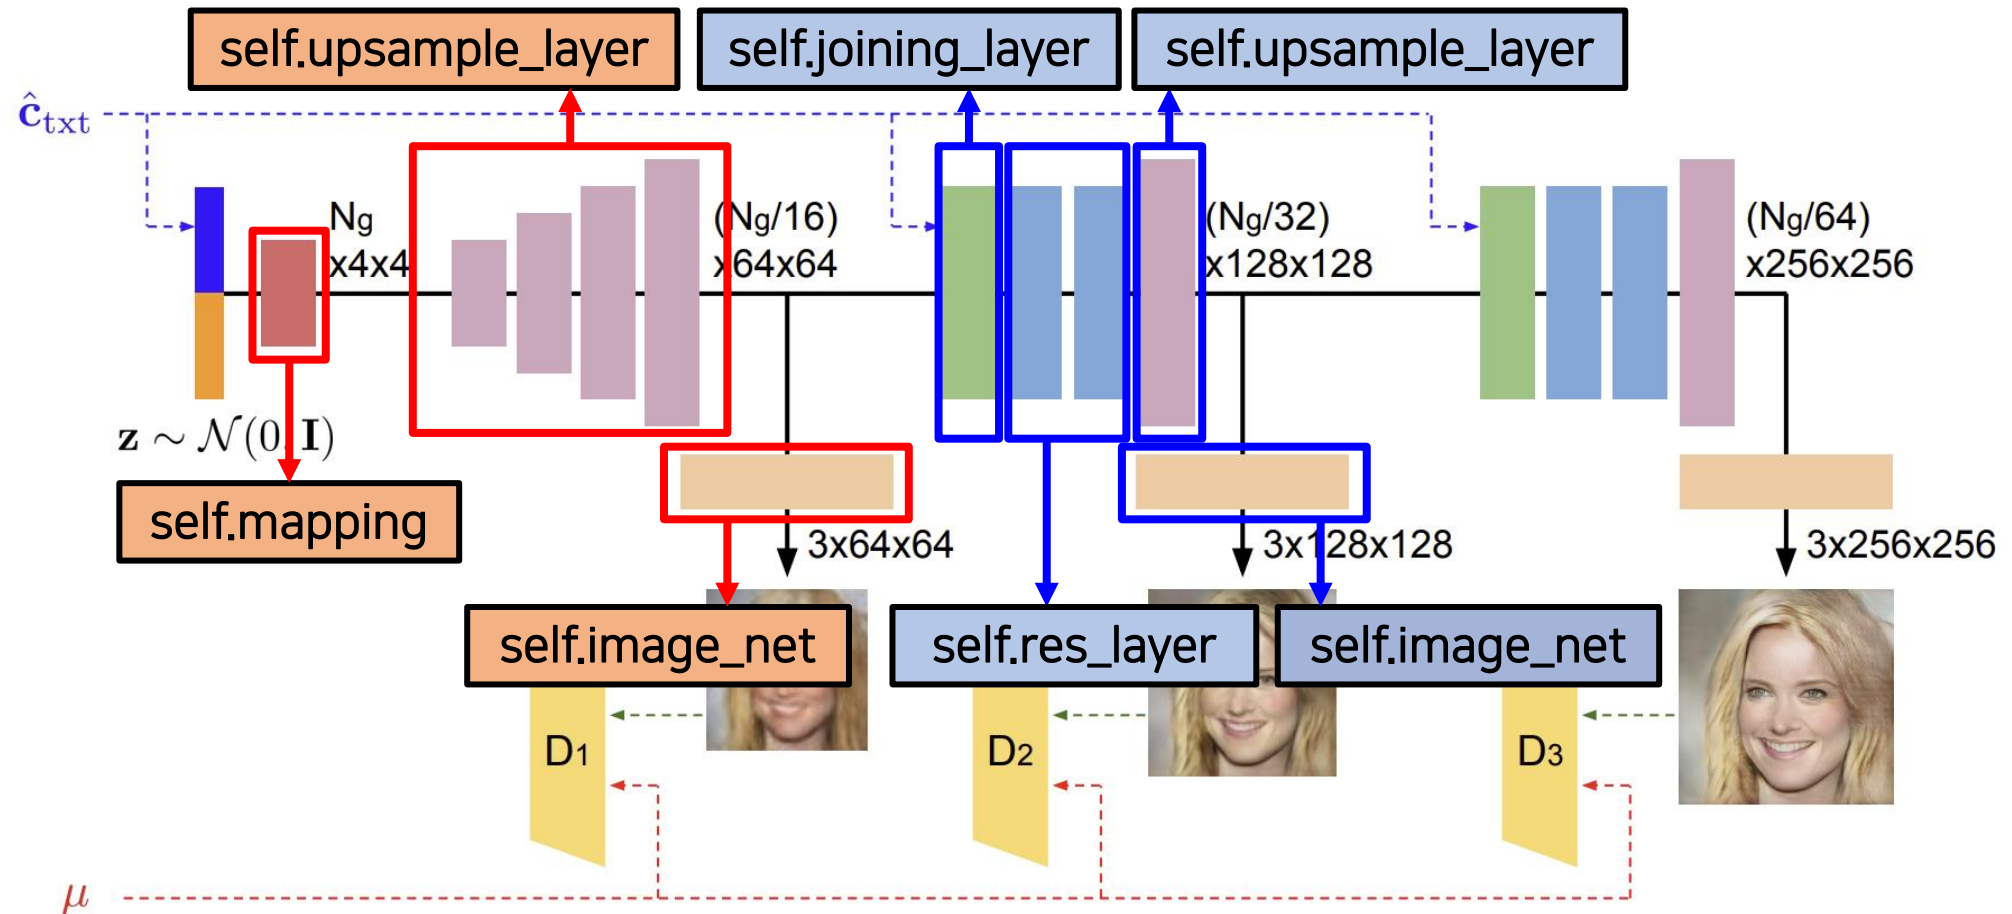 self.upsample_layer
self.joining_layer
self.upsample_layer
ĉtxt
Ng
x4x4
(Ng/16)
x64x64
(Ng/32)
x128x128
(Ng/64)
x256x256
z ~ N(0, I)
self.mapping
3x64x64
3x128x128
3x256x256
self.image_net
self.res_layer
self.image_net
D1
D2
D3
μ